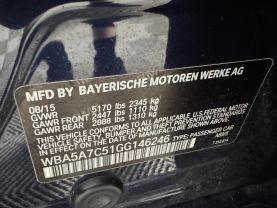 MFD BY BAYERISCHE MOTOREN WERKE AG
08/15
GVWR 5170 lbs 2345 kg
GAWR FRONT 2447 lbs 1110 kg
GAWR REAR 2888 lbs 1310 kg
THIS VEHICLE CONFORMS TO ALL APPLICABLE
FEDERAL MOTOR VEHICLE
SAFETY, BUMPER, AND THEFT PREVENTION
STANDARDS IN EFFECT ON THE DATE OF
MANUFACTURE SHOWN ABOVE.
WBA5A7C51GG146246 TYPE: PASSENGER CAR